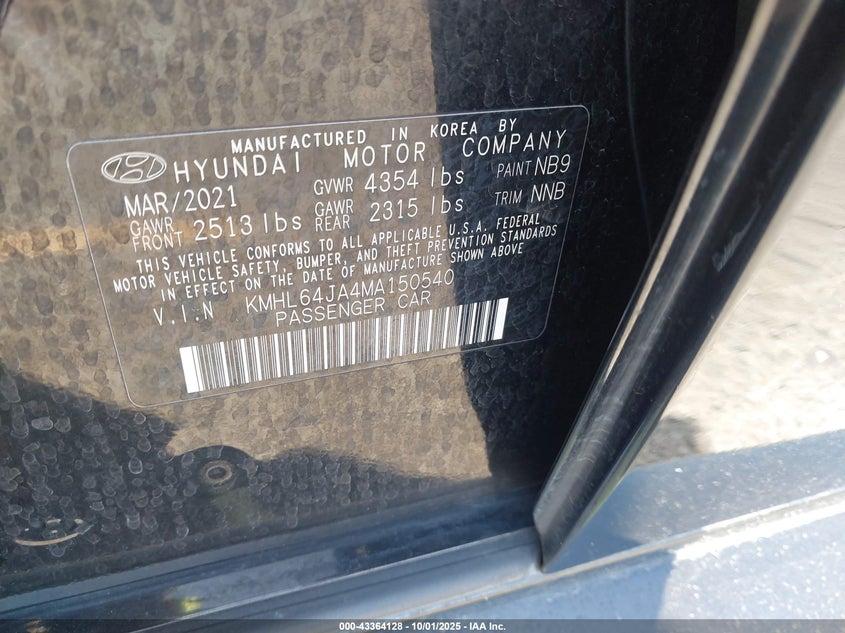 MANUFACTURED IN KOREA BY
HYUNDAI MOTOR COMPANY
MAR/2021 GVWR 4354 lbs PAINT NB9
GAWR FRONT 2513 lbs GAWR REAR 2315 lbs TRIM NNB
THIS VEHICLE CONFORMS TO ALL APPLICABLE U.S.A. FEDERAL
MOTOR VEHICLE SAFETY, BUMPER, AND THEFT PREVENTION STANDARDS
IN EFFECT ON THE DATE OF MANUFACTURE SHOWN ABOVE
V.I.N KMHL64JA4MA150540
PASSENGER CAR
000-43364128 - 10/01/2025 - IAA Inc.